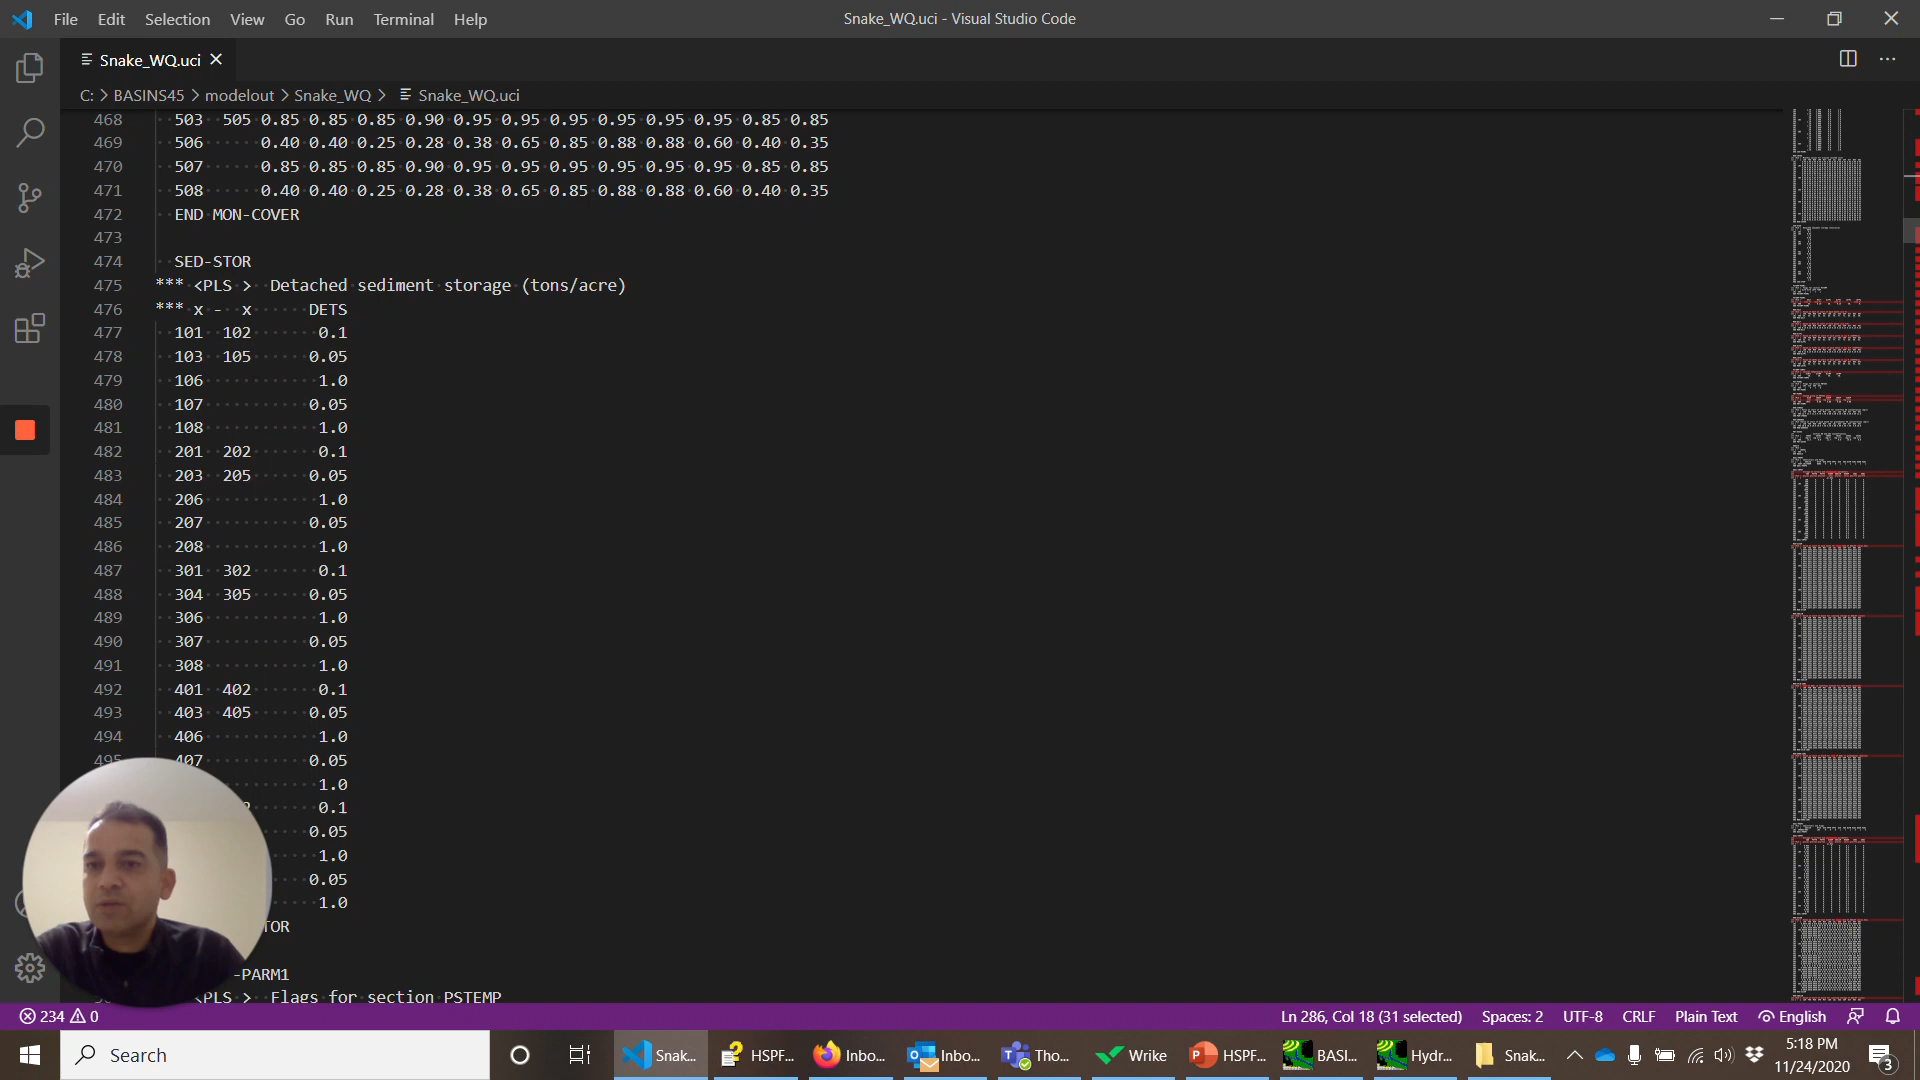 File Edit Selection View Go Run Terminal Help
Snake_WQ.uci - Visual Studio Code
Snake_WQ.uci
C: > BASINS45 > modelout > Snake_WQ > Snake_WQ.uci
468 503 505 0.85 0.85 0.85 0.90 0.95 0.95 0.95 0.95 0.95 0.95 0.85 0.85
469 506 0.40 0.40 0.25 0.28 0.38 0.65 0.85 0.88 0.88 0.60 0.40 0.35
470 507 0.85 0.85 0.85 0.90 0.95 0.95 0.95 0.95 0.95 0.95 0.85 0.85
471 508 0.40 0.40 0.25 0.28 0.38 0.65 0.85 0.88 0.88 0.60 0.40 0.35
472 END MON-COVER
473
474 SED-STOR
475 *** <PLS > Detached sediment storage (tons/acre)
476 *** x - x DETS
477 101 102 0.1
478 103 105 0.05
479 106 1.0
480 107 0.05
481 108 1.0
482 201 202 0.1
483 203 205 0.05
484 206 1.0
485 207 0.05
486 208 1.0
487 301 302 0.1
488 304 305 0.05
489 306 1.0
490 307 0.05
491 308 1.0
492 401 402 0.1
493 403 405 0.05
494 406 1.0
495 407 0.05
1.0
0.1
0.05
1.0
0.05
1.0
TOR
-PARM1
<PLS > Flags for section PSTEMP
234 0
Ln 286, Col 18 (31 selected) Spaces: 2 UTF-8 CRLF Plain Text English
Search
Snak... HSPF... Inbo... Inbo... Tho... Wrike HSPF... BASI... Hydr... Snak...
5:18 PM
11/24/2020
3